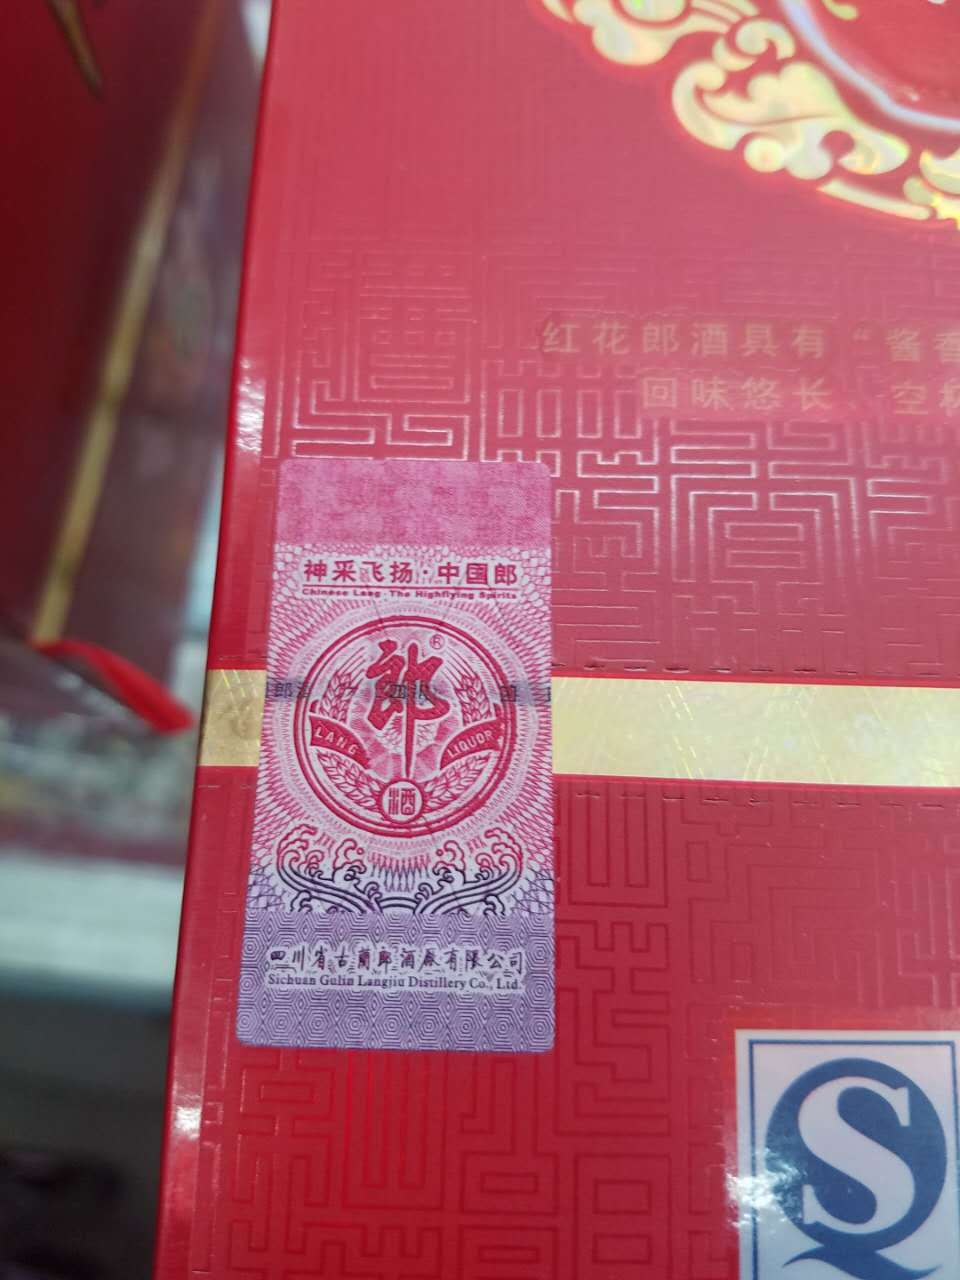 红花郎酒具有“酱香
回味悠长
空杯
神采飞扬·中国郎
Chinese Lang·The Highflying Spirits
郎®
LANG
LIQUOR
酒
四川省古蔺郎酒厂有限公司
Sichuan Gulin Langjiu Distillery Co., Ltd.